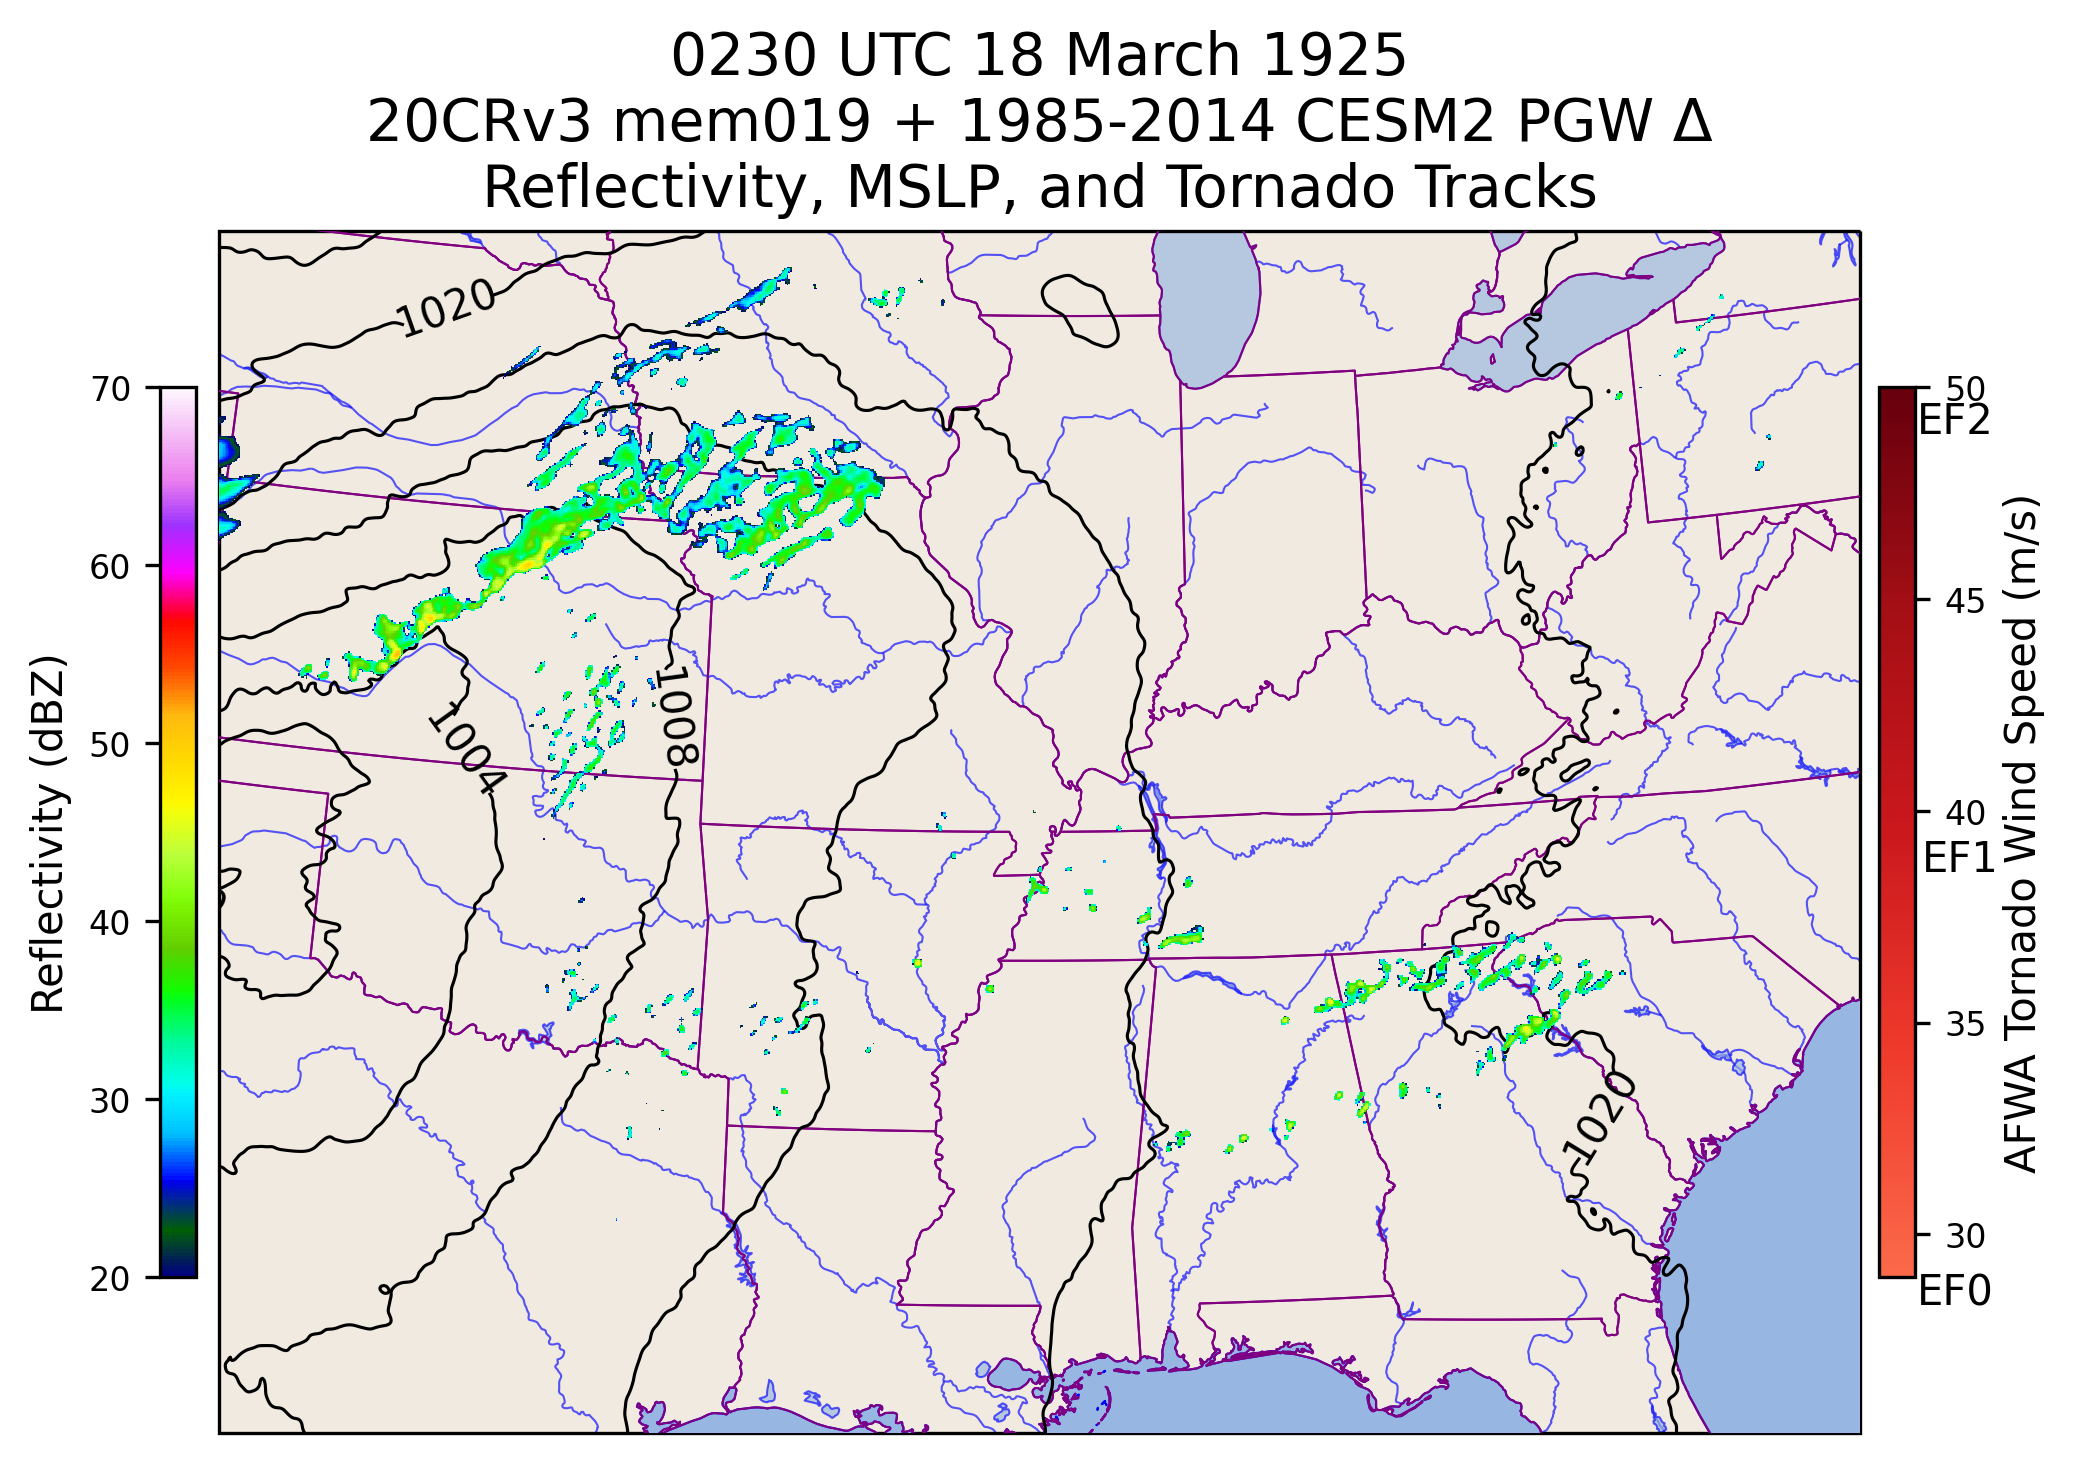 0230 UTC 18 March 1925
20CRv3 mem019 + 1985-2014 CESM2 PGW Δ
Reflectivity, MSLP, and Tornado Tracks
1020
1008
1004
1020
Reflectivity (dBZ)
70
60
50
40
30
20
50
EF2
45
40
EF1
35
30
EF0
AFWA Tornado Wind Speed (m/s)